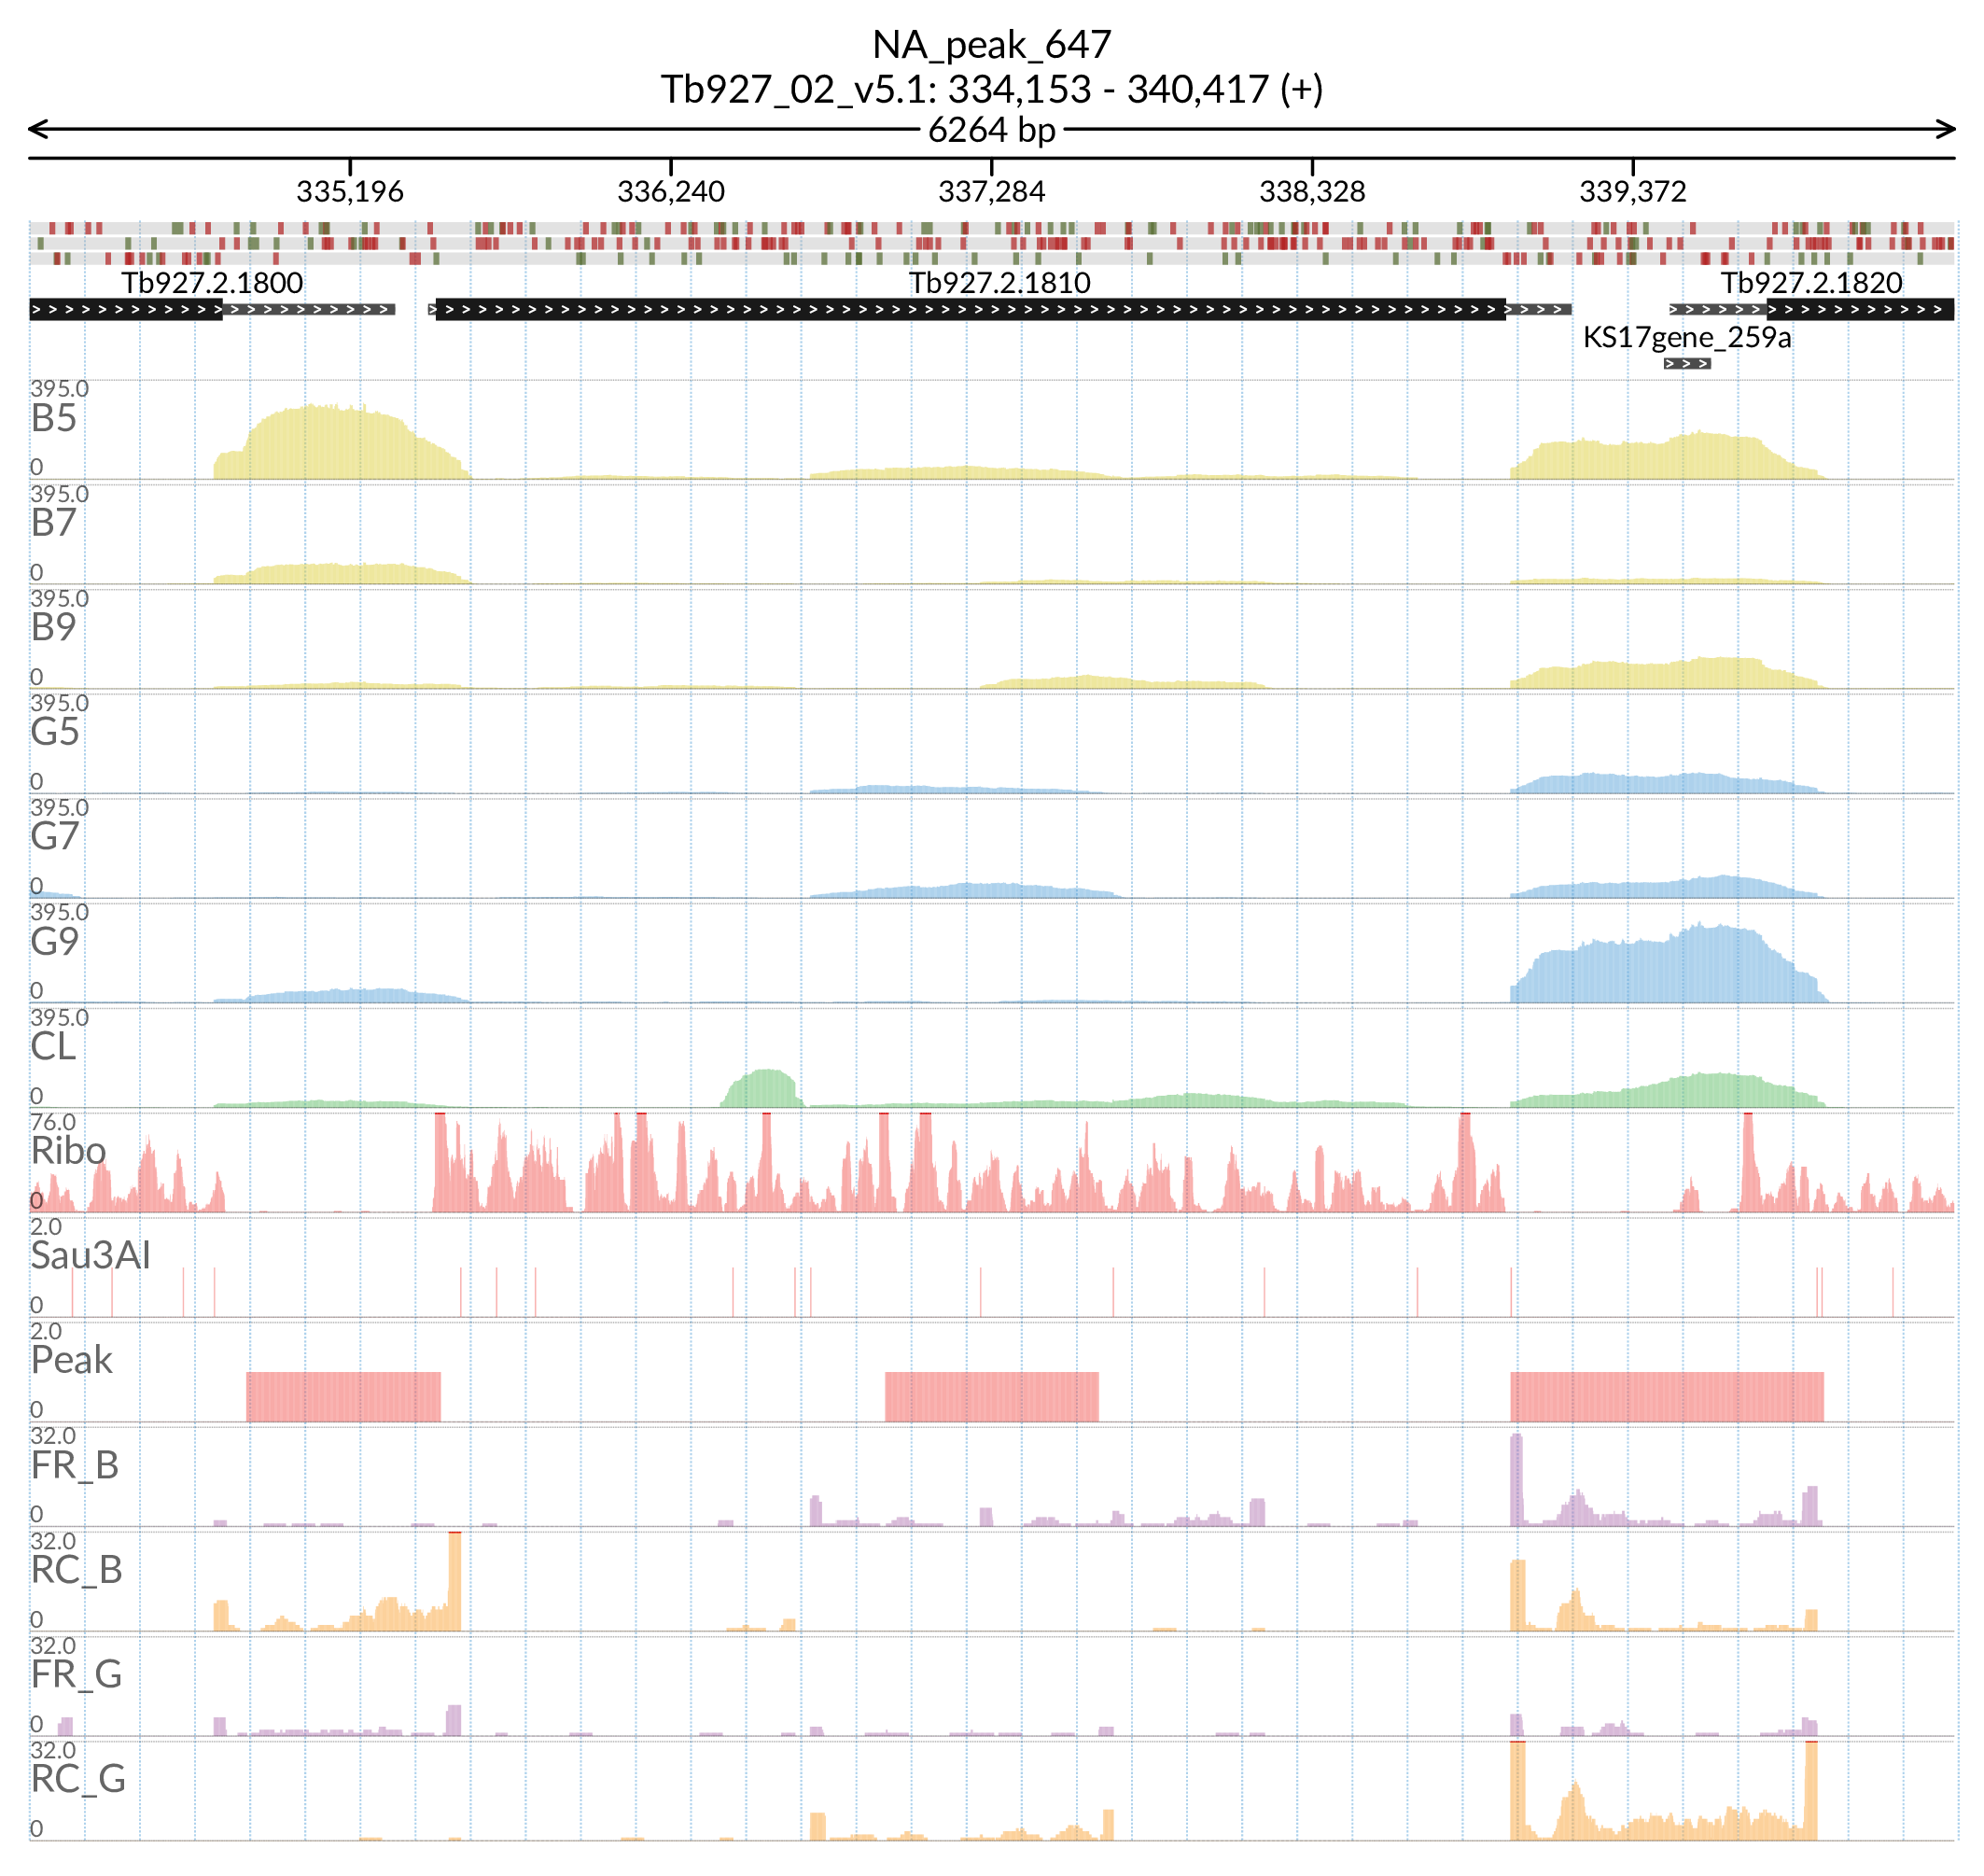 NA_peak_647
Tb927_02_v5.1: 334,153 - 340,417 (+)
6264 bp
335,196 336,240 337,284 338,328 339,372
Tb927.2.1800 Tb927.2.1810 Tb927.2.1820
KS17gene_259a
395.0
B5
0
395.0
B7
0
395.0
B9
0
395.0
G5
0
395.0
G7
0
395.0
G9
0
395.0
CL
0
76.0
Ribo
0
2.0
Sau3AI
0
2.0
Peak
0
32.0
FR_B
0
32.0
RC_B
0
32.0
FR_G
0
32.0
RC_G
0